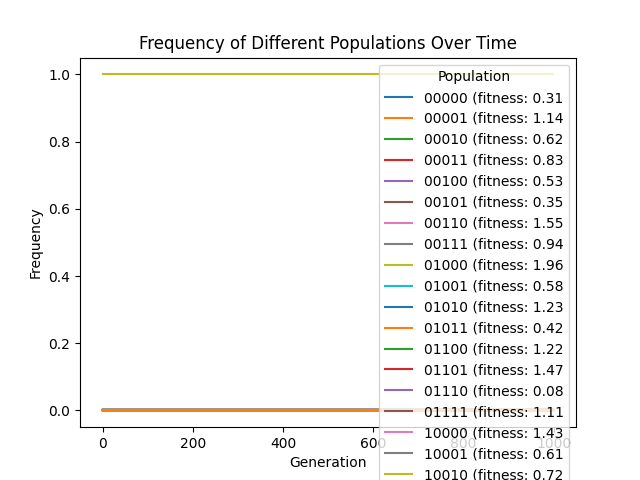 Frequency of Different Populations Over Time
1.0
0.8
0.6
0.4
0.2
0.0
Frequency
0
200
400
600
800
1000
Generation
Population
00000 (fitness: 0.31
00001 (fitness: 1.14
00010 (fitness: 0.62
00011 (fitness: 0.83
00100 (fitness: 0.53
00101 (fitness: 0.35
00110 (fitness: 1.55
00111 (fitness: 0.94
01000 (fitness: 1.96
01001 (fitness: 0.58
01010 (fitness: 1.23
01011 (fitness: 0.42
01100 (fitness: 1.22
01101 (fitness: 1.47
01110 (fitness: 0.08
01111 (fitness: 1.11
10000 (fitness: 1.43
10001 (fitness: 0.61
10010 (fitness: 0.72